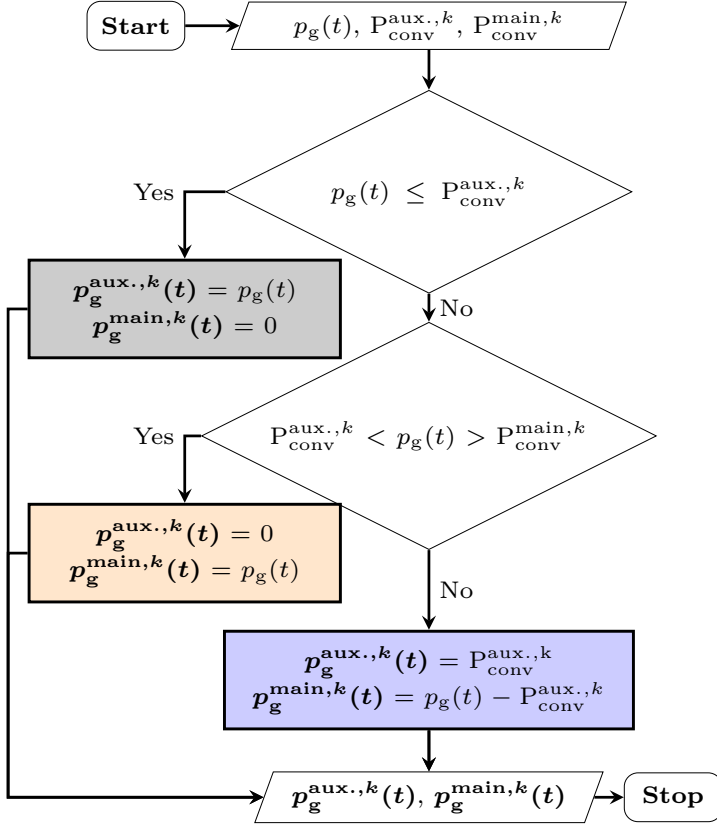 Start
p_g(t), P_conv^{aux.,k}, P_conv^{main,k}
p_g(t) ≤ P_conv^{aux.,k}
Yes
p_g^{aux.,k}(t) = p_g(t)
p_g^{main,k}(t) = 0
No
P_conv^{aux.,k} < p_g(t) > P_conv^{main,k}
Yes
p_g^{aux.,k}(t) = 0
p_g^{main,k}(t) = p_g(t)
No
p_g^{aux.,k}(t) = P_conv^{aux.,k}
p_g^{main,k}(t) = p_g(t) − P_conv^{aux.,k}
p_g^{aux.,k}(t), p_g^{main,k}(t)
Stop